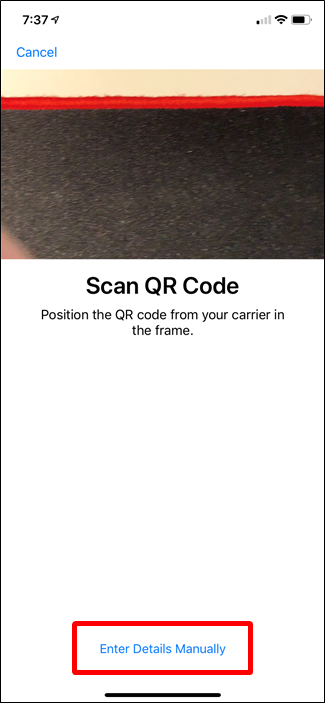 7:37
Cancel
Scan QR Code
Position the QR code from your carrier in
the frame.
Enter Details Manually